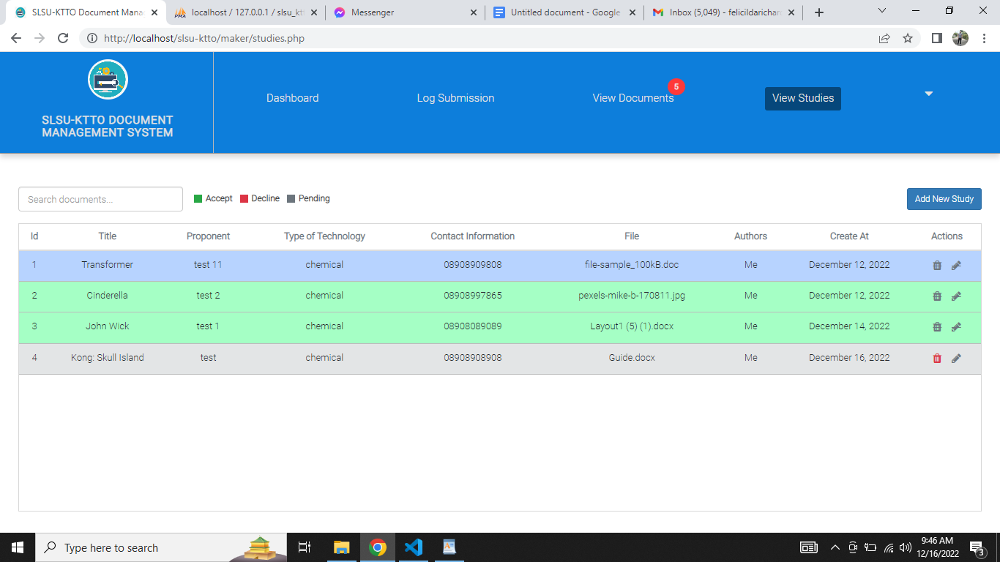 SLSU-KTTO Document Mana
localhost / 127.0.0.1 / slsu_kt
Messenger
Untitled document - Google
Inbox (5,049) - felicildarichar
http://localhost/slsu-ktto/maker/studies.php
SLSU-KTTO DOCUMENT
MANAGEMENT SYSTEM
Dashboard
Log Submission
View Documents
5
View Studies
Search documents...
Accept
Decline
Pending
Add New Study
Id Title Proponent Type of Technology Contact Information File Authors Create At Actions
1 Transformer test 11 chemical 08908909808 file-sample_100kB.doc Me December 12, 2022
2 Cinderella test 2 chemical 08908997865 pexels-mike-b-170811.jpg Me December 12, 2022
3 John Wick test 1 chemical 08908089089 Layout1 (5) (1).docx Me December 14, 2022
4 Kong: Skull Island test chemical 08908908908 Guide.docx Me December 16, 2022
Type here to search
9:46 AM
12/16/2022
3